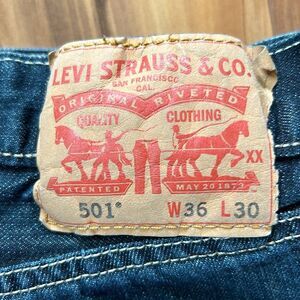 LEVI STRAUSS & CO.
SAN FRANCISCO
CAL.
ORIGINAL RIVETED
QUALITY CLOTHING
XX
PATENTED MAY 20 1873
501® W36 L30